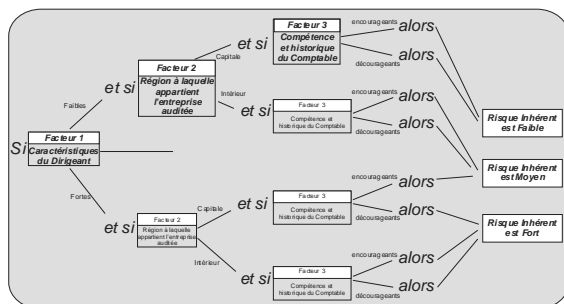 Si
Facteur 1
Caractéristiques
du Dirigeant
Faibles
et si
Facteur 2
Région à laquelle
appartient
l'entreprise
auditée
Capitale
et si
Facteur 3
Compétence
et historique
du Comptable
encourageants
alors
décourageants
alors
Intérieur
et si
Facteur 3
Compétence et
historique du Comptable
encourageants
alors
décourageants
alors
Fortes
et si
Facteur 2
Région à laquelle
appartient l'entreprise
auditée
Capitale
et si
Facteur 3
Compétence et
historique du Comptable
encourageants
alors
décourageants
alors
Intérieur
et si
Facteur 3
Compétence et
historique du Comptable
encourageants
alors
décourageants
alors
Risque Inhérent
est Faible
Risque Inhérent
est Moyen
Risque Inhérent
est Fort